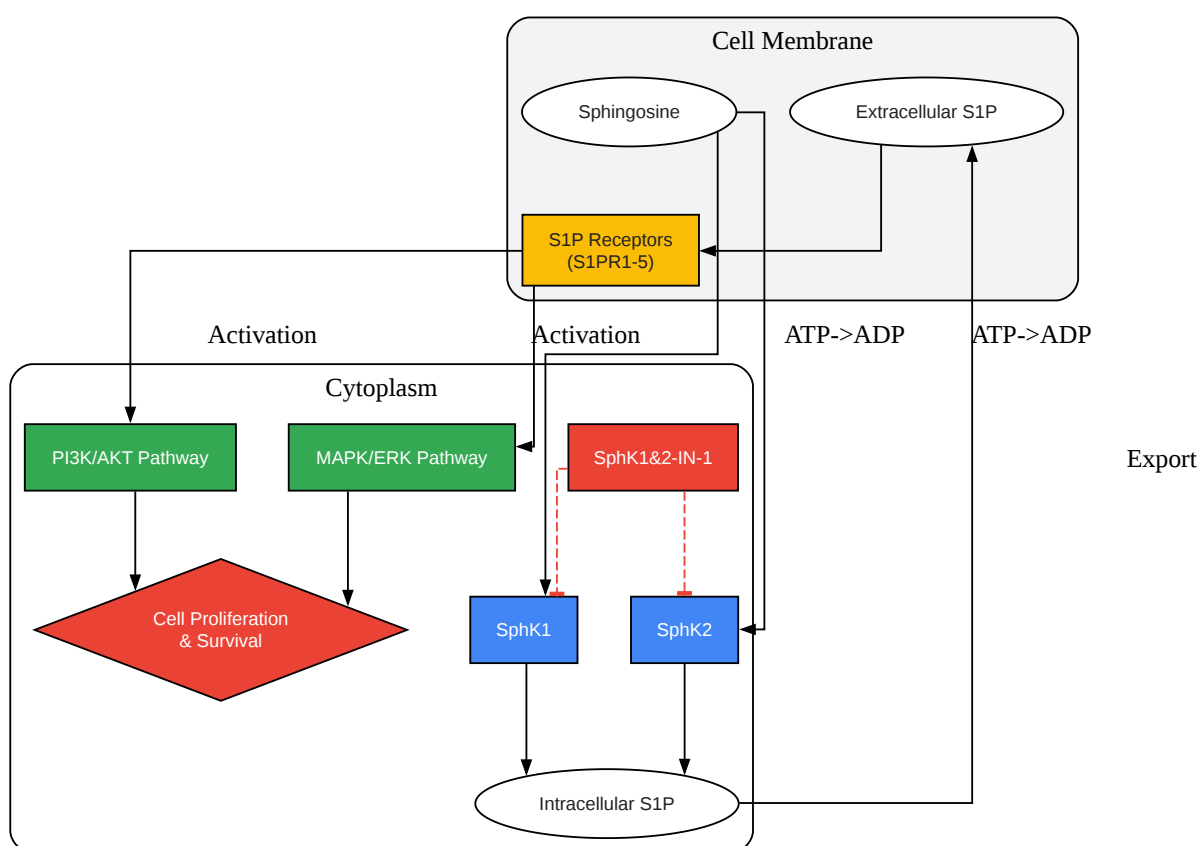 Cell Membrane
Sphingosine
Extracellular S1P
S1P Receptors
(S1PR1-5)
Activation
Activation
ATP->ADP
ATP->ADP
Cytoplasm
PI3K/AKT Pathway
MAPK/ERK Pathway
SphK1&2-IN-1
Export
Cell Proliferation
& Survival
SphK1
SphK2
Intracellular S1P